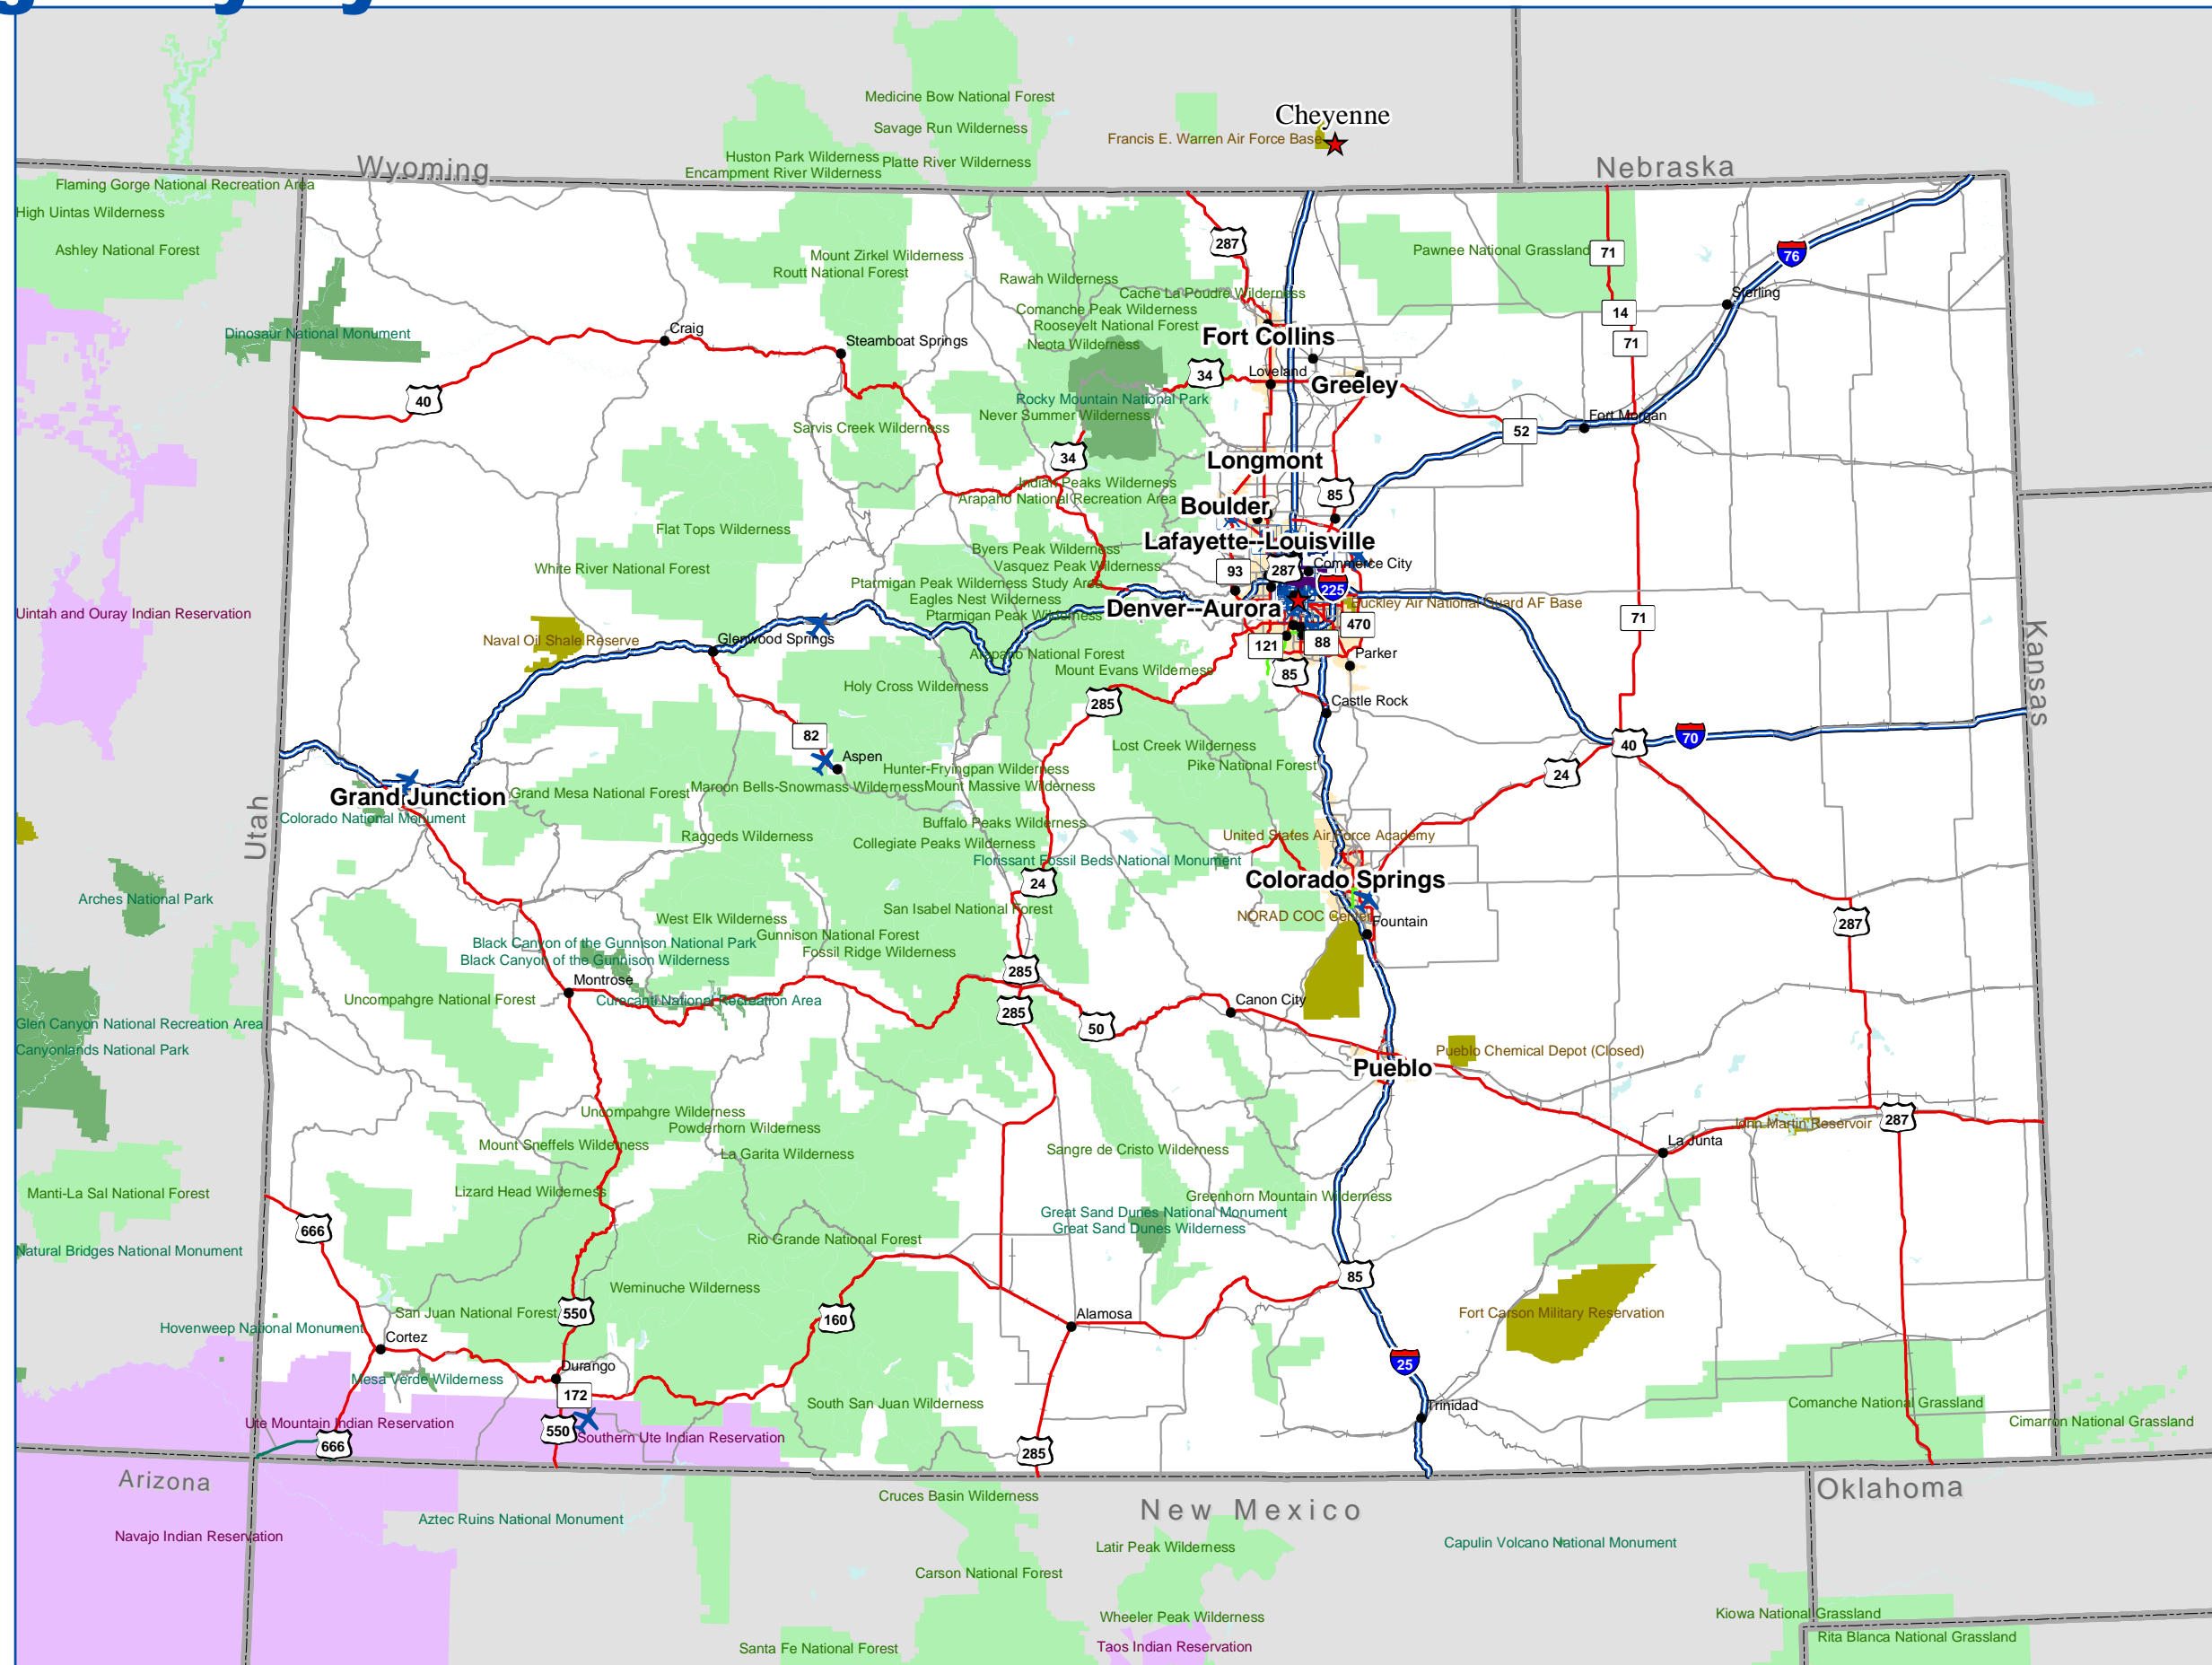 Cheyenne
Medicine Bow National Forest
Savage Run Wilderness
Francis E. Warren Air Force Base
Huston Park Wilderness
Platte River Wilderness
Encampment River Wilderness
Wyoming
Nebraska
Flaming Gorge National Recreation Area
High Uintas Wilderness
Ashley National Forest
287
Pawnee National Grassland
71
76
Mount Zirkel Wilderness
Routt National Forest
Rawah Wilderness
Cache La Poudre Wilderness
Sterling
Comanche Peak Wilderness
14
Roosevelt National Forest
Dinosaur National Monument
Craig
Steamboat Springs
Neota Wilderness
Fort Collins
71
34
Loveland
Greeley
40
Rocky Mountain National Park
Never Summer Wilderness
Fort Morgan
Sarvis Creek Wilderness
52
34
Longmont
Indian Peaks Wilderness
Arapaho National Recreation Area
85
Boulder
Flat Tops Wilderness
Lafayette--Louisville
Byers Peak Wilderness
Vasquez Peak Wilderness
White River National Forest
93
287
Commerce City
Ptarmigan Peak Wilderness Study Area
225
Eagles Nest Wilderness
Denver--Aurora
Buckley Air National Guard AF Base
Ptarmigan Peak Wilderness
Uintah and Ouray Indian Reservation
71
470
Naval Oil Shale Reserve
Glenwood Springs
121
88
Kansas
Arapaho National Forest
Parker
Mount Evans Wilderness
85
Holy Cross Wilderness
285
Castle Rock
82
Lost Creek Wilderness
40
70
Aspen
Pike National Forest
24
Hunter-Fryingpan Wilderness
Maroon Bells-Snowmass Wilderness
Mount Massive Wilderness
Grand Mesa National Forest
Grand Junction
Colorado National Monument
Utah
Buffalo Peaks Wilderness
United States Air Force Academy
Raggeds Wilderness
Collegiate Peaks Wilderness
Florissant Fossil Beds National Monument
24
Colorado Springs
Arches National Park
San Isabel National Forest
West Elk Wilderness
NORAD COC Center
Fountain
287
Gunnison National Forest
Black Canyon of the Gunnison National Park
Fossil Ridge Wilderness
Black Canyon of the Gunnison Wilderness
285
Montrose
Uncompahgre National Forest
Curecanti National Recreation Area
Canon City
285
Glen Canyon National Recreation Area
50
Canyonlands National Park
Pueblo Chemical Depot (Closed)
Pueblo
Uncompahgre Wilderness
Powderhorn Wilderness
287
John Martin Reservoir
Mount Sneffels Wilderness
La Garita Wilderness
Sangre de Cristo Wilderness
La Junta
Manti-La Sal National Forest
Lizard Head Wilderness
Greenhorn Mountain Wilderness
Great Sand Dunes National Monument
Great Sand Dunes Wilderness
666
Rio Grande National Forest
Natural Bridges National Monument
85
Weminuche Wilderness
San Juan National Forest
550
160
Alamosa
Fort Carson Military Reservation
Hovenweep National Monument
Cortez
25
Durango
Mesa Verde Wilderness
172
South San Juan Wilderness
Trinidad
Comanche National Grassland
Ute Mountain Indian Reservation
550
Cimarron National Grassland
666
Southern Ute Indian Reservation
285
Arizona
Oklahoma
Cruces Basin Wilderness
New Mexico
Aztec Ruins National Monument
Navajo Indian Reservation
Capulin Volcano National Monument
Latir Peak Wilderness
Carson National Forest
Kiowa National Grassland
Wheeler Peak Wilderness
Rita Blanca National Grassland
Santa Fe National Forest
Taos Indian Reservation